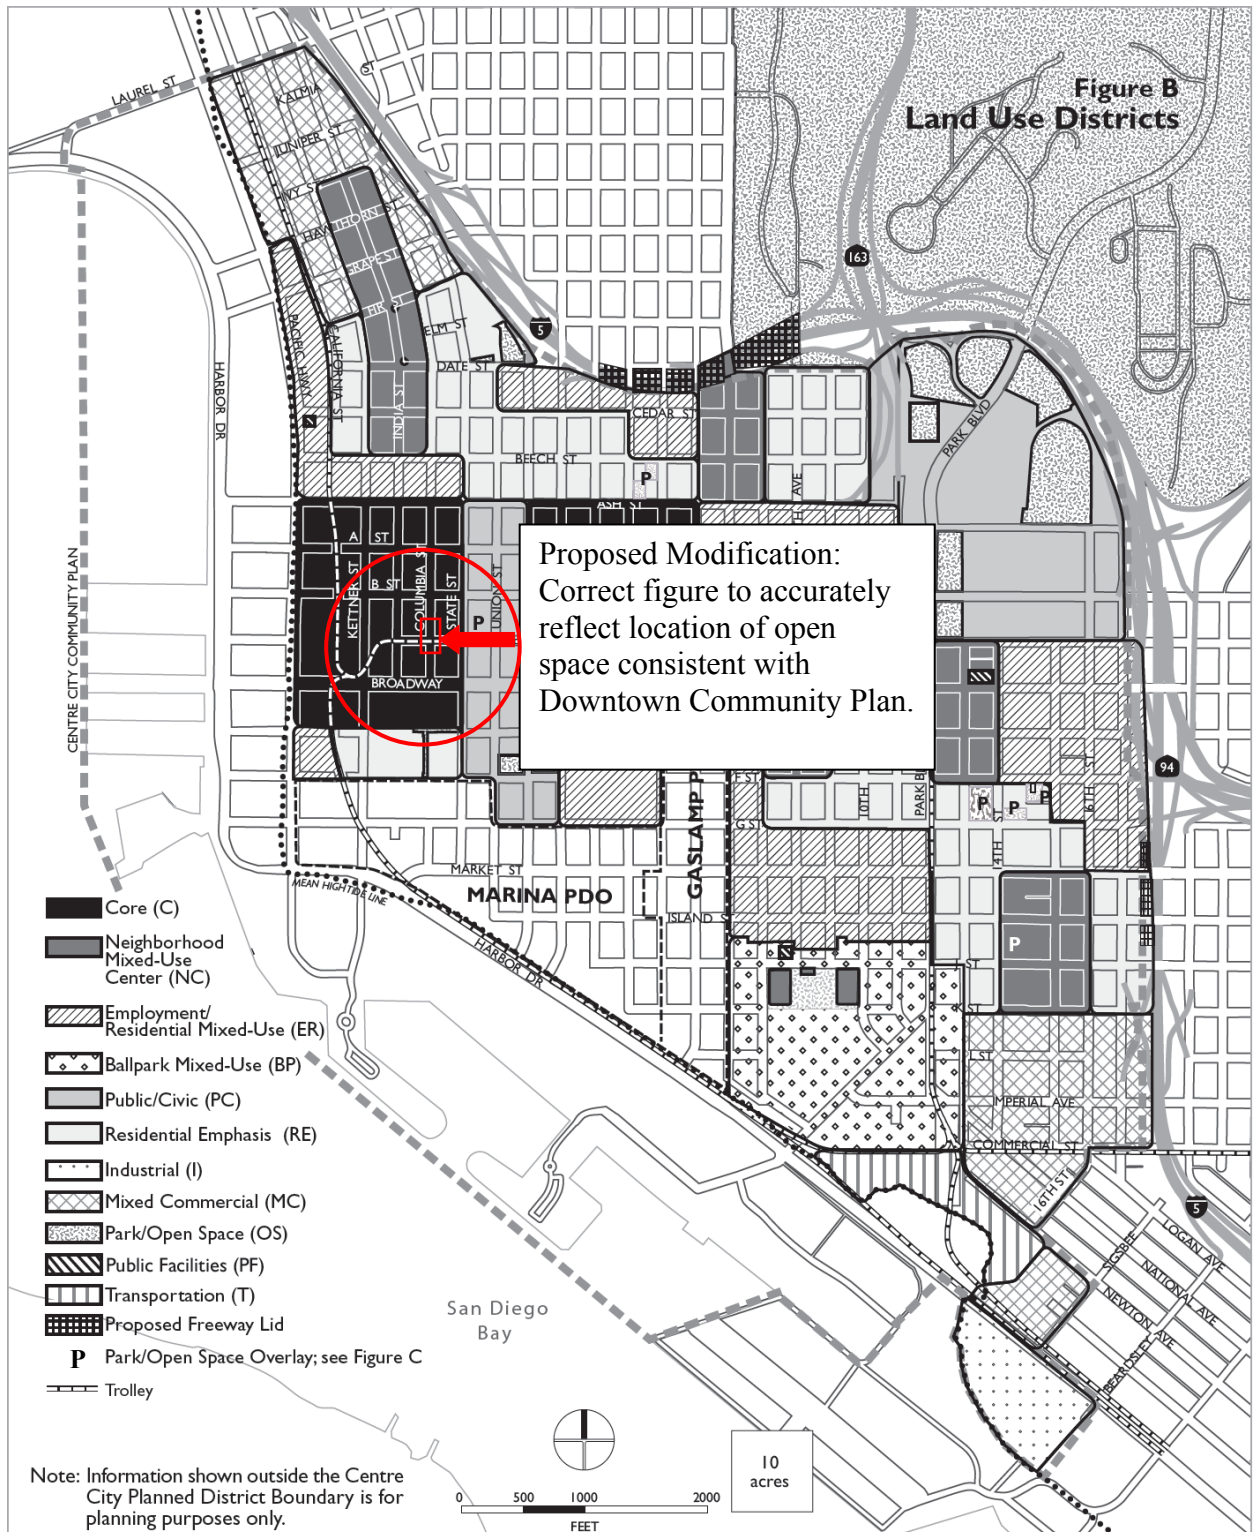 Figure B
Land Use Districts
LAUREL ST
KALMIA
ST
JUNIPER ST
IVY S
HAWTHORN ST
GRAPE ST
FIR ST
ELM ST
DATE ST
CEDAR ST
BEECH ST
ASH ST
A ST
B ST
BROADWAY
PACIFIC HWY
CALIFORNIA ST
INDIA ST
HARBOR DR
KETTNER ST
COLUMBIA ST
STATE ST
UNION ST
CENTRE CITY COMMUNITY PLAN
5
163
94
PARK BLVD
H AVE
P
P
Proposed Modification:
Correct figure to accurately
reflect location of open
space consistent with
Downtown Community Plan.
F ST
G S
10TH
PARK B
14TH
ST
6TH
ST
P
P
P
P
GASLAMP P
MARKET ST
MARINA PDO
ISLAND S
MEAN HIGH TIDE LINE
HARBOR DR
ST
ST
ST
MPERIAL AVE
COMMERCIAL ST
16TH ST
5
SIGSBEE
LOGAN AVE
NATIONAL AVE
NEWTON AVE
BEARDSLEY
Core (C)
Neighborhood
Mixed-Use
Center (NC)
Employment/
Residential Mixed-Use (ER)
Ballpark Mixed-Use (BP)
Public/Civic (PC)
Residential Emphasis (RE)
Industrial (I)
Mixed Commercial (MC)
Park/Open Space (OS)
Public Facilities (PF)
Transportation (T)
Proposed Freeway Lid
P Park/Open Space Overlay; see Figure C
Trolley
San Diego
Bay
Note: Information shown outside the Centre
City Planned District Boundary is for
planning purposes only.
0 500 1000 2000
FEET
10
acres